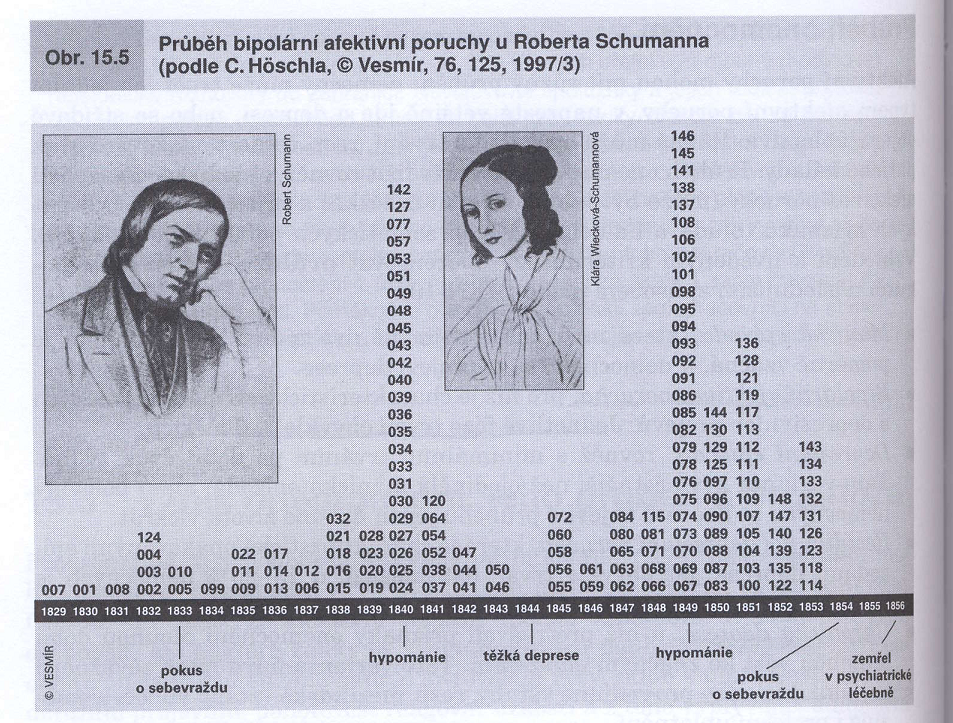 Obr. 15.5
Průběh bipolární afektivní poruchy u Roberta Schumanna
(podle C. Höschla, © Vesmír, 76, 125, 1997/3)
Robert Schumann
Klára Wiecková-Schumannová
146
145
141
142 138
127 137
077 108
057 106
053 102
051 101
049 098
048 095
045 094
043 093 136
042 092 128
040 091 121
039 086 119
036 085 144 117
035 082 130 113
034 079 129 112 143
033 078 125 111 134
031 076 097 110 133
030 120 075 096 109 148 132
032 029 064 072 084 115 074 090 107 147 131
124 021 028 027 054 060 080 081 073 089 105 140 126
004 022 017 018 023 026 052 047 058 065 071 070 088 104 139 123
003 010 011 014 012 016 020 025 038 044 050 056 061 063 068 069 087 103 135 118
007 001 008 002 005 099 009 013 006 015 019 024 037 041 046 055 059 062 066 067 083 100 122 114
1829 1830 1831 1832 1833 1834 1835 1836 1837 1838 1839 1840 1841 1842 1843 1844 1845 1846 1847 1848 1849 1850 1851 1852 1853 1854 1855 1856
pokus
o sebevraždu
hypománie
těžká deprese
hypománie
pokus
o sebevraždu
zemřel
v psychiatrické
léčebně
© VESMÍR